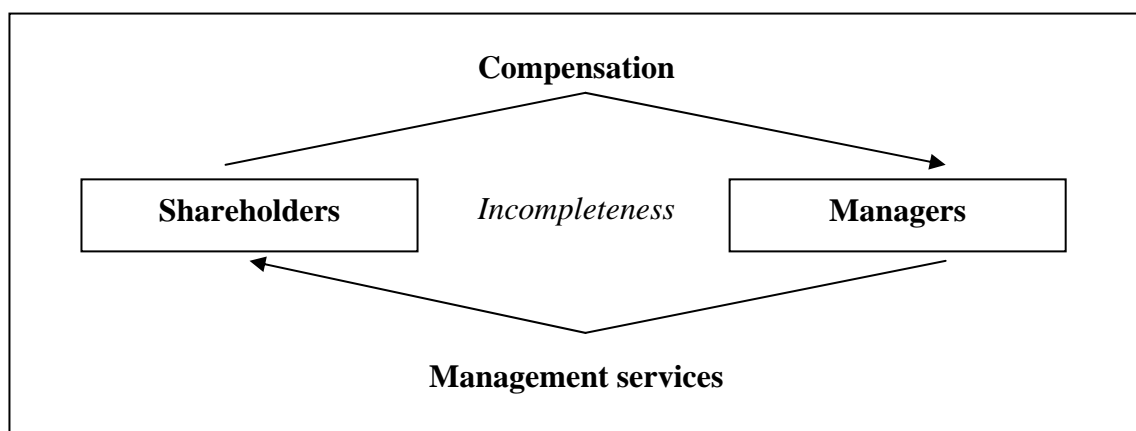 Compensation
Shareholders Incompleteness Managers
Management services